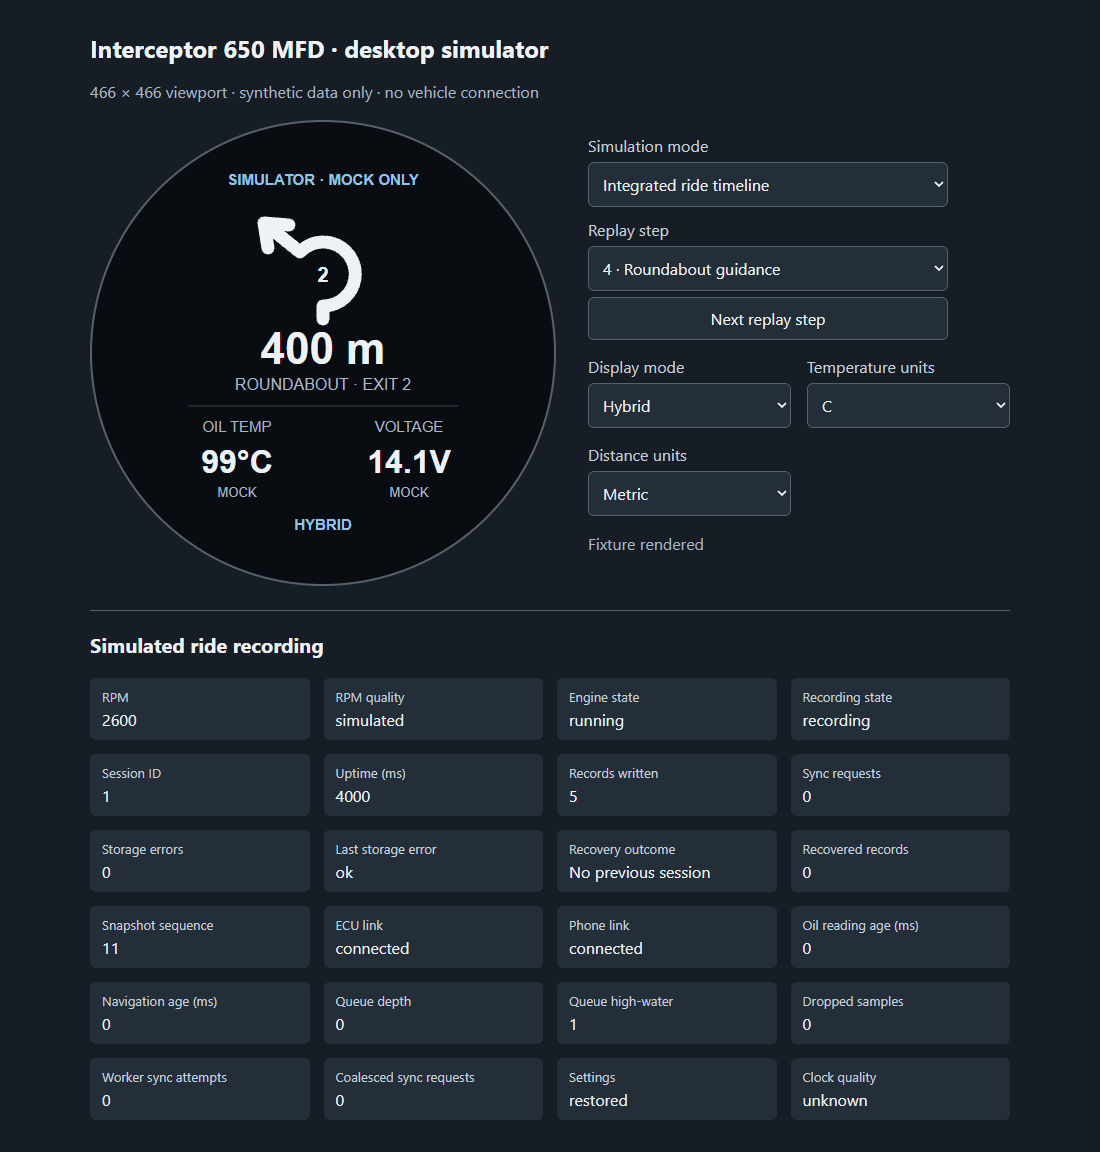 Interceptor 650 MFD · desktop simulator
466 × 466 viewport · synthetic data only · no vehicle connection
SIMULATOR · MOCK ONLY
2
400 m
ROUNDABOUT · EXIT 2
OIL TEMP
VOLTAGE
99°C
14.1V
MOCK
MOCK
HYBRID
Simulation mode
Integrated ride timeline
Replay step
4 · Roundabout guidance
Next replay step
Display mode
Temperature units
Hybrid
C
Distance units
Metric
Fixture rendered
Simulated ride recording
RPM
2600
RPM quality
simulated
Engine state
running
Recording state
recording
Session ID
1
Uptime (ms)
4000
Records written
5
Sync requests
0
Storage errors
0
Last storage error
ok
Recovery outcome
No previous session
Recovered records
0
Snapshot sequence
11
ECU link
connected
Phone link
connected
Oil reading age (ms)
0
Navigation age (ms)
0
Queue depth
0
Queue high-water
1
Dropped samples
0
Worker sync attempts
0
Coalesced sync requests
0
Settings
restored
Clock quality
unknown